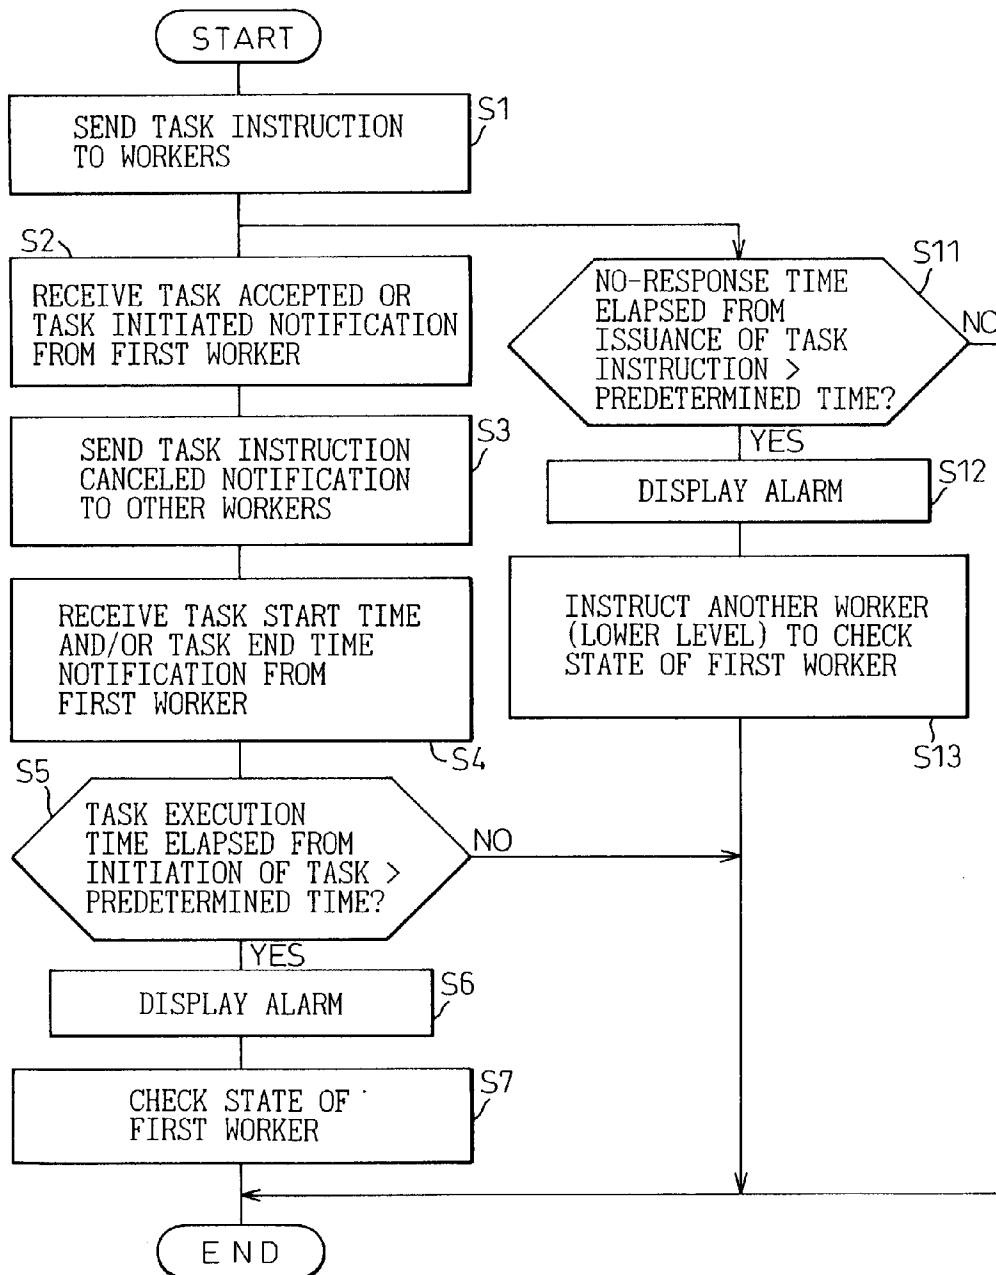 START
S1
SEND TASK INSTRUCTION
TO WORKERS
S2
RECEIVE TASK ACCEPTED OR
TASK INITIATED NOTIFICATION
FROM FIRST WORKER
S3
SEND TASK INSTRUCTION
CANCELED NOTIFICATION
TO OTHER WORKERS
RECEIVE TASK START TIME
AND/OR TASK END TIME
NOTIFICATION FROM
FIRST WORKER
S4
S5
TASK EXECUTION
TIME ELAPSED FROM
INITIATION OF TASK >
PREDETERMINED TIME?
NO
YES
S6
DISPLAY ALARM
S7
CHECK STATE OF
FIRST WORKER
END
S11
NO-RESPONSE TIME
ELAPSED FROM
ISSUANCE OF TASK
INSTRUCTION >
PREDETERMINED TIME?
NO
YES
S12
DISPLAY ALARM
INSTRUCT ANOTHER WORKER
(LOWER LEVEL) TO CHECK
STATE OF FIRST WORKER
S13